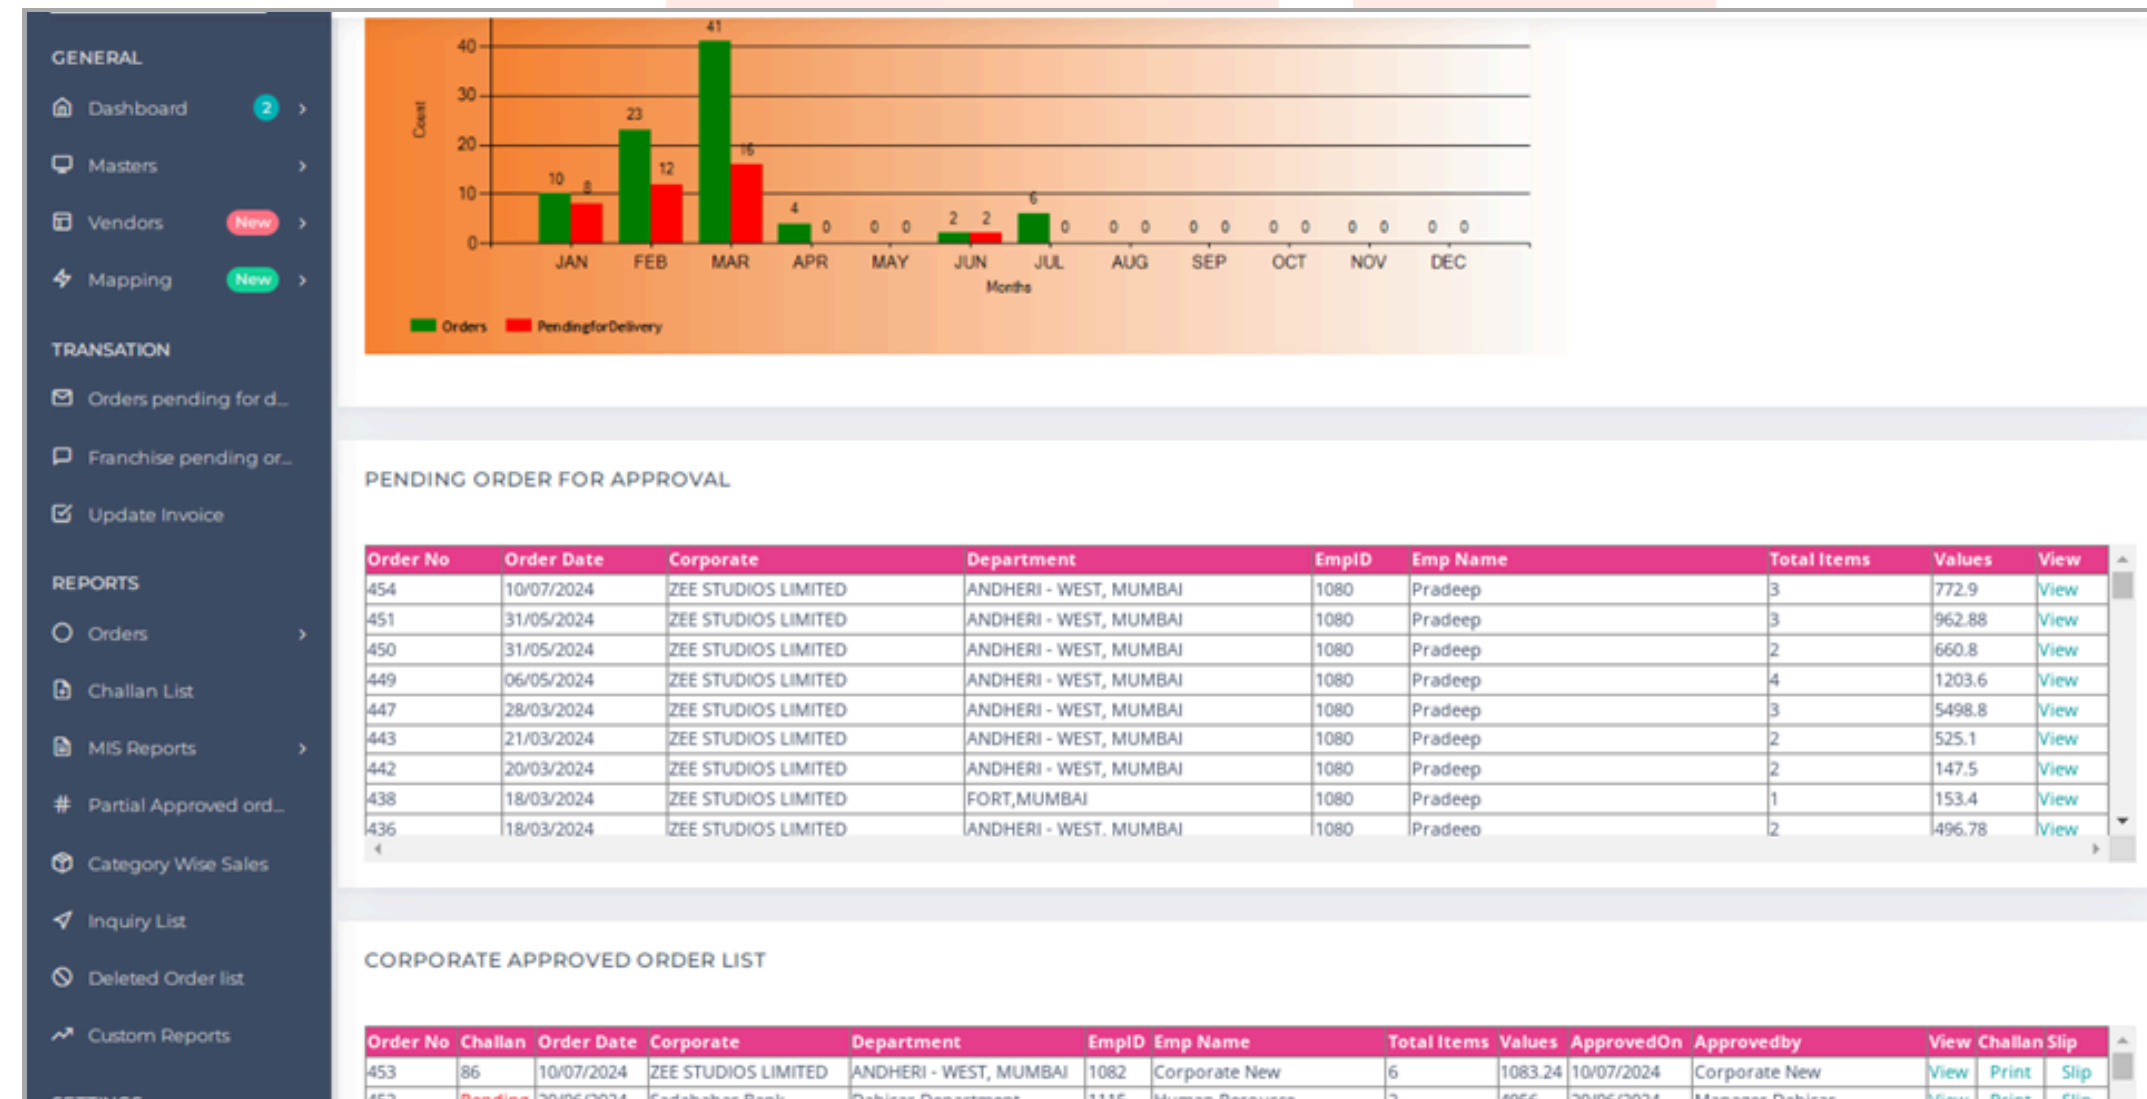 GENERAL
Dashboard 2
Masters
Vendors New
Mapping New
TRANSATION
Orders pending for d...
Franchise pending or...
Update Invoice
REPORTS
Orders
Challan List
MIS Reports
Partial Approved ord...
Category Wise Sales
Inquiry List
Deleted Order list
Custom Reports
41
40
30
23
20
16
12
10 8
10
4 0 0 0 2 2 6 0 0 0 0 0 0 0 0 0 0 0
0
Count
JAN FEB MAR APR MAY JUN JUL AUG SEP OCT NOV DEC
Months
Orders PendingforDelivery
PENDING ORDER FOR APPROVAL
Order No Order Date Corporate Department EmpID Emp Name Total Items Values View
454 10/07/2024 ZEE STUDIOS LIMITED ANDHERI - WEST, MUMBAI 1080 Pradeep 3 772.9 View
451 31/05/2024 ZEE STUDIOS LIMITED ANDHERI - WEST, MUMBAI 1080 Pradeep 3 962.88 View
450 31/05/2024 ZEE STUDIOS LIMITED ANDHERI - WEST, MUMBAI 1080 Pradeep 2 660.8 View
449 06/05/2024 ZEE STUDIOS LIMITED ANDHERI - WEST, MUMBAI 1080 Pradeep 4 1203.6 View
447 28/03/2024 ZEE STUDIOS LIMITED ANDHERI - WEST, MUMBAI 1080 Pradeep 3 5498.8 View
443 21/03/2024 ZEE STUDIOS LIMITED ANDHERI - WEST, MUMBAI 1080 Pradeep 2 525.1 View
442 20/03/2024 ZEE STUDIOS LIMITED ANDHERI - WEST, MUMBAI 1080 Pradeep 2 147.5 View
438 18/03/2024 ZEE STUDIOS LIMITED FORT,MUMBAI 1080 Pradeep 1 153.4 View
436 18/03/2024 ZEE STUDIOS LIMITED ANDHERI - WEST, MUMBAI 1080 Pradeep 2 496.78 View
CORPORATE APPROVED ORDER LIST
Order No Challan Order Date Corporate Department EmpID Emp Name Total Items Values ApprovedOn Approvedby View Challan Slip
453 86 10/07/2024 ZEE STUDIOS LIMITED ANDHERI - WEST, MUMBAI 1082 Corporate New 6 1083.24 10/07/2024 Corporate New View Print Slip